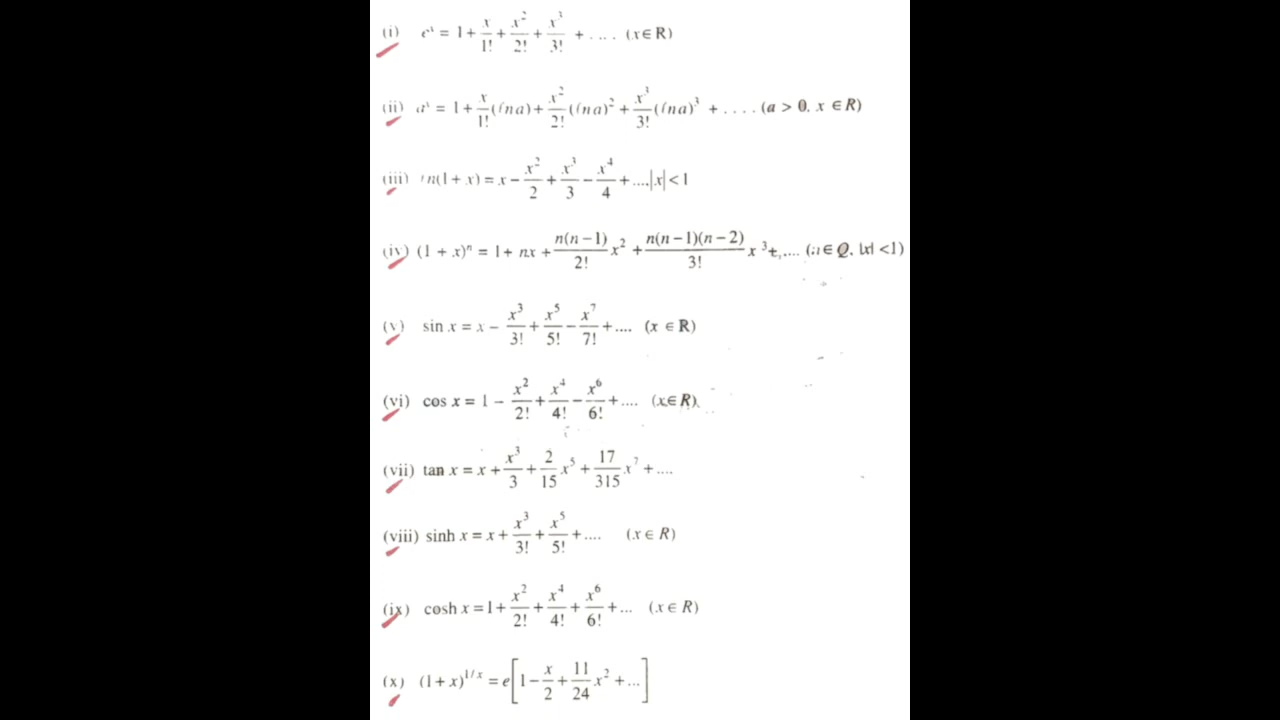 (i) eˣ = 1 + x/1! + x²/2! + x³/3! + .... (x ∈ R)
(ii) aˣ = 1 + x/1! (ℓna) + x²/2! (ℓna)² + x³/3! (ℓna)³ + .... (a > 0, x ∈ R)
(iii) ℓn(1 + x) = x − x²/2 + x³/3 − x⁴/4 + ....|x| < 1
(iv) (1 + x)ⁿ = 1 + nx + n(n − 1)/2! x² + n(n − 1)(n − 2)/3! x³ + ,.... (n ∈ Q, |x| < 1)
(v) sin x = x − x³/3! + x⁵/5! − x⁷/7! + .... (x ∈ R)
(vi) cos x = 1 − x²/2! + x⁴/4! − x⁶/6! + .... (x ∈ R)
(vii) tan x = x + x³/3 + 2/15 x⁵ + 17/315 x⁷ + ....
(viii) sinh x = x + x³/3! + x⁵/5! + .... (x ∈ R)
(ix) cosh x = 1 + x²/2! + x⁴/4! + x⁶/6! + ... (x ∈ R)
(x) (1 + x)^(1/x) = e[1 − x/2 + 11/24 x² + ...]